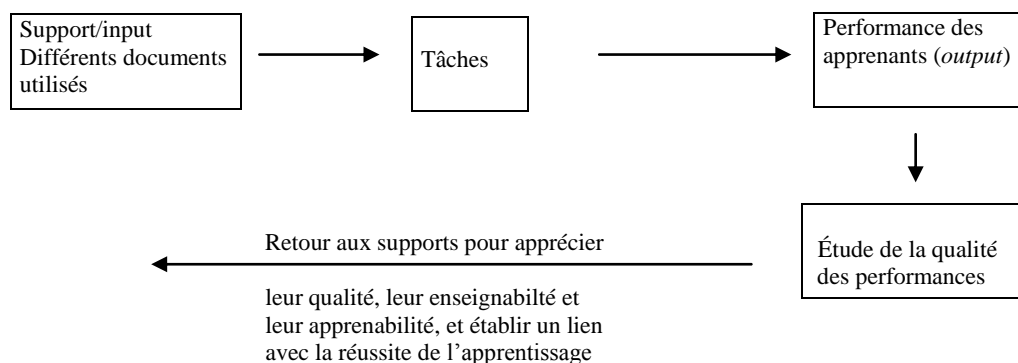 Support/input
Différents documents
utilisés
Tâches
Performance des
apprenants (output)
Étude de la qualité
des performances
Retour aux supports pour apprécier
leur qualité, leur enseignabilté et
leur apprenabilité, et établir un lien
avec la réussite de l’apprentissage